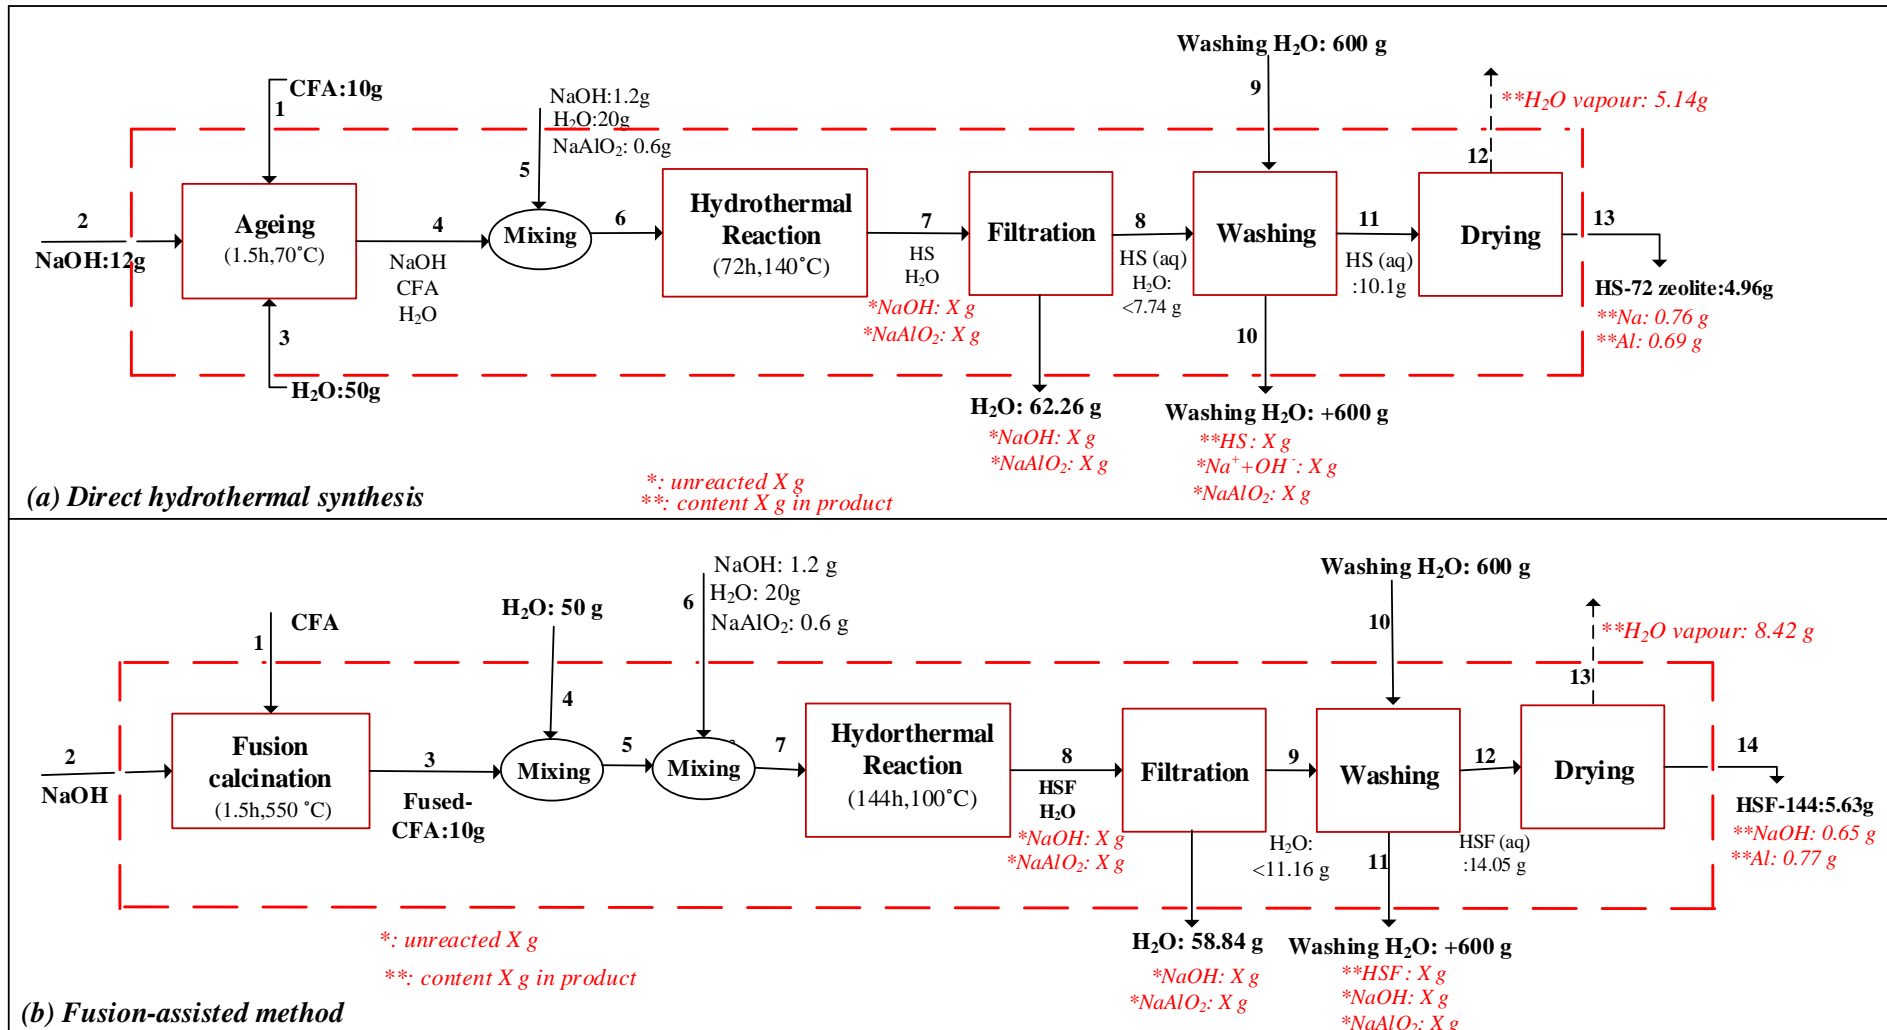 Washing H₂O: 600 g
9
CFA:10g
1
NaOH:1.2g
H₂O:20g
NaAlO₂: 0.6g
5
**H₂O vapour: 5.14g
12
2
NaOH:12g
Ageing
(1.5h,70˚C)
4
NaOH
CFA
H₂O
Mixing
6
Hydrothermal
Reaction
(72h,140˚C)
7
HS
H₂O
*NaOH: X g
*NaAlO₂: X g
Filtration
8
HS (aq)
H₂O:
<7.74 g
Washing
11
HS (aq)
:10.1g
Drying
13
HS-72 zeolite:4.96g
**Na: 0.76 g
**Al: 0.69 g
3
H₂O:50g
10
H₂O: 62.26 g
*NaOH: X g
*NaAlO₂: X g
Washing H₂O: +600 g
**HS: X g
*Na⁺+OH⁻: X g
*NaAlO₂: X g
(a) Direct hydrothermal synthesis
*: unreacted X g
**: content X g in product
NaOH: 1.2 g
H₂O: 20g
NaAlO₂: 0.6 g
6
Washing H₂O: 600 g
10
CFA
1
H₂O: 50 g
4
**H₂O vapour: 8.42 g
13
2
NaOH
Fusion
calcination
(1.5h,550 ˚C)
3
Fused-
CFA:10g
Mixing
5
Mixing
7
Hydorthermal
Reaction
(144h,100˚C)
8
HSF
H₂O
*NaOH: X g
*NaAlO₂: X g
Filtration
9
H₂O:
<11.16 g
Washing
12
HSF (aq)
:14.05 g
Drying
14
HSF-144:5.63g
**NaOH: 0.65 g
**Al: 0.77 g
11
H₂O: 58.84 g
*NaOH: X g
*NaAlO₂: X g
Washing H₂O: +600 g
**HSF: X g
*NaOH: X g
*NaAlO₂: X g
*: unreacted X g
**: content X g in product
(b) Fusion-assisted method